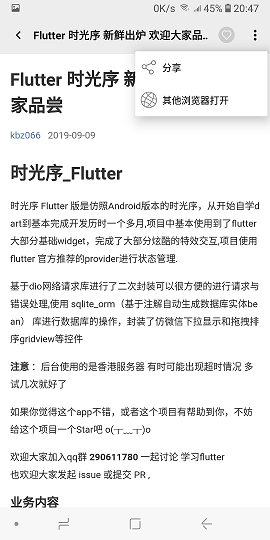 0K/s 45% 20:47
Flutter 时光序 新鲜出炉 欢迎大家品..
分享
其他浏览器打开
Flutter 时光序 新
家品尝
kbz066 2019-09-09
时光序_Flutter
时光序 Flutter 版是仿照Android版本的时光序，从开始自学d
art到基本完成开发历时一个多月,项目中基本使用到了flutter
大部分基础widget，完成了大部分炫酷的特效交互,项目使用
flutter 官方推荐的provider进行状态管理.
基于dio网络请求库进行了二次封装可以很方便的进行请求与
错误处理,使用 sqlite_orm（基于注解自动生成数据库实体be
an） 库进行数据库的操作，封装了仿微信下拉显示和拖拽排
序gridview等控件
注意 ：后台使用的是香港服务器 有时可能出现超时情况 多
试几次就好了
如果你觉得这个app不错，或者这个项目有帮助到你，不妨
给这个项目一个Star吧 o(┬﹏┬)o
欢迎大家加入qq群 290611780 一起讨论 学习flutter
也欢迎大家发起 issue 或提交 PR ,
业务内容